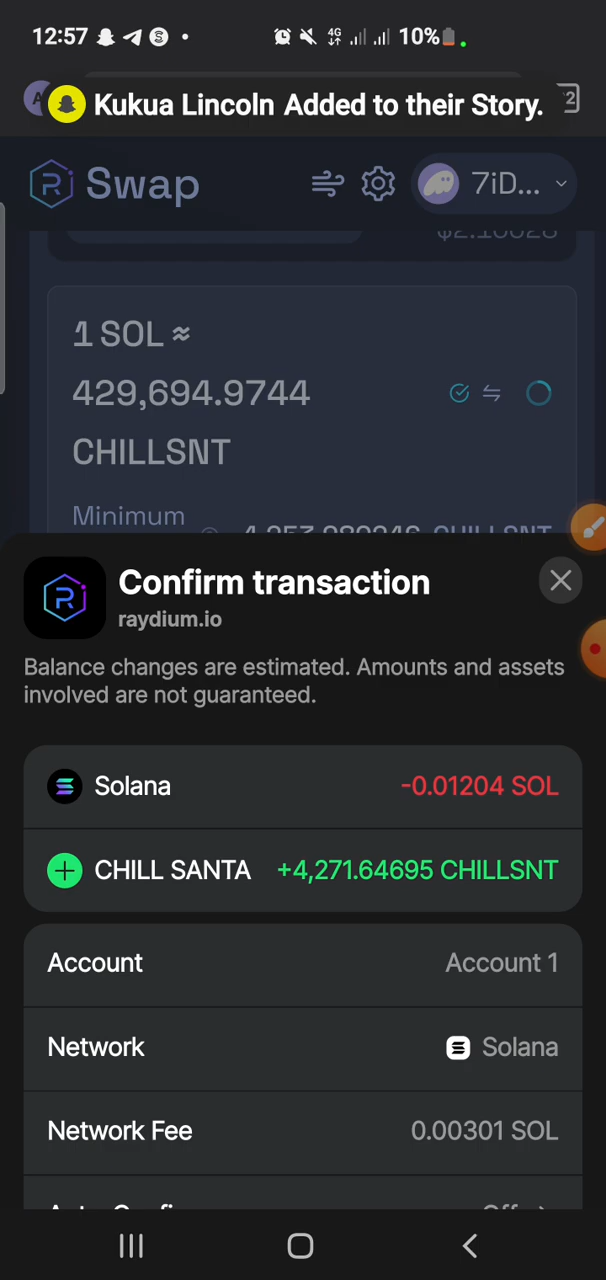 12:57 4G 10%
Kukua Lincoln Added to their Story. 2
Swap 7iD...
1 SOL ≈
429,694.9744
CHILLSNT
Minimum
Confirm transaction
raydium.io
Balance changes are estimated. Amounts and assets
involved are not guaranteed.
Solana -0.01204 SOL
CHILL SANTA +4,271.64695 CHILLSNT
Account Account 1
Network Solana
Network Fee 0.00301 SOL